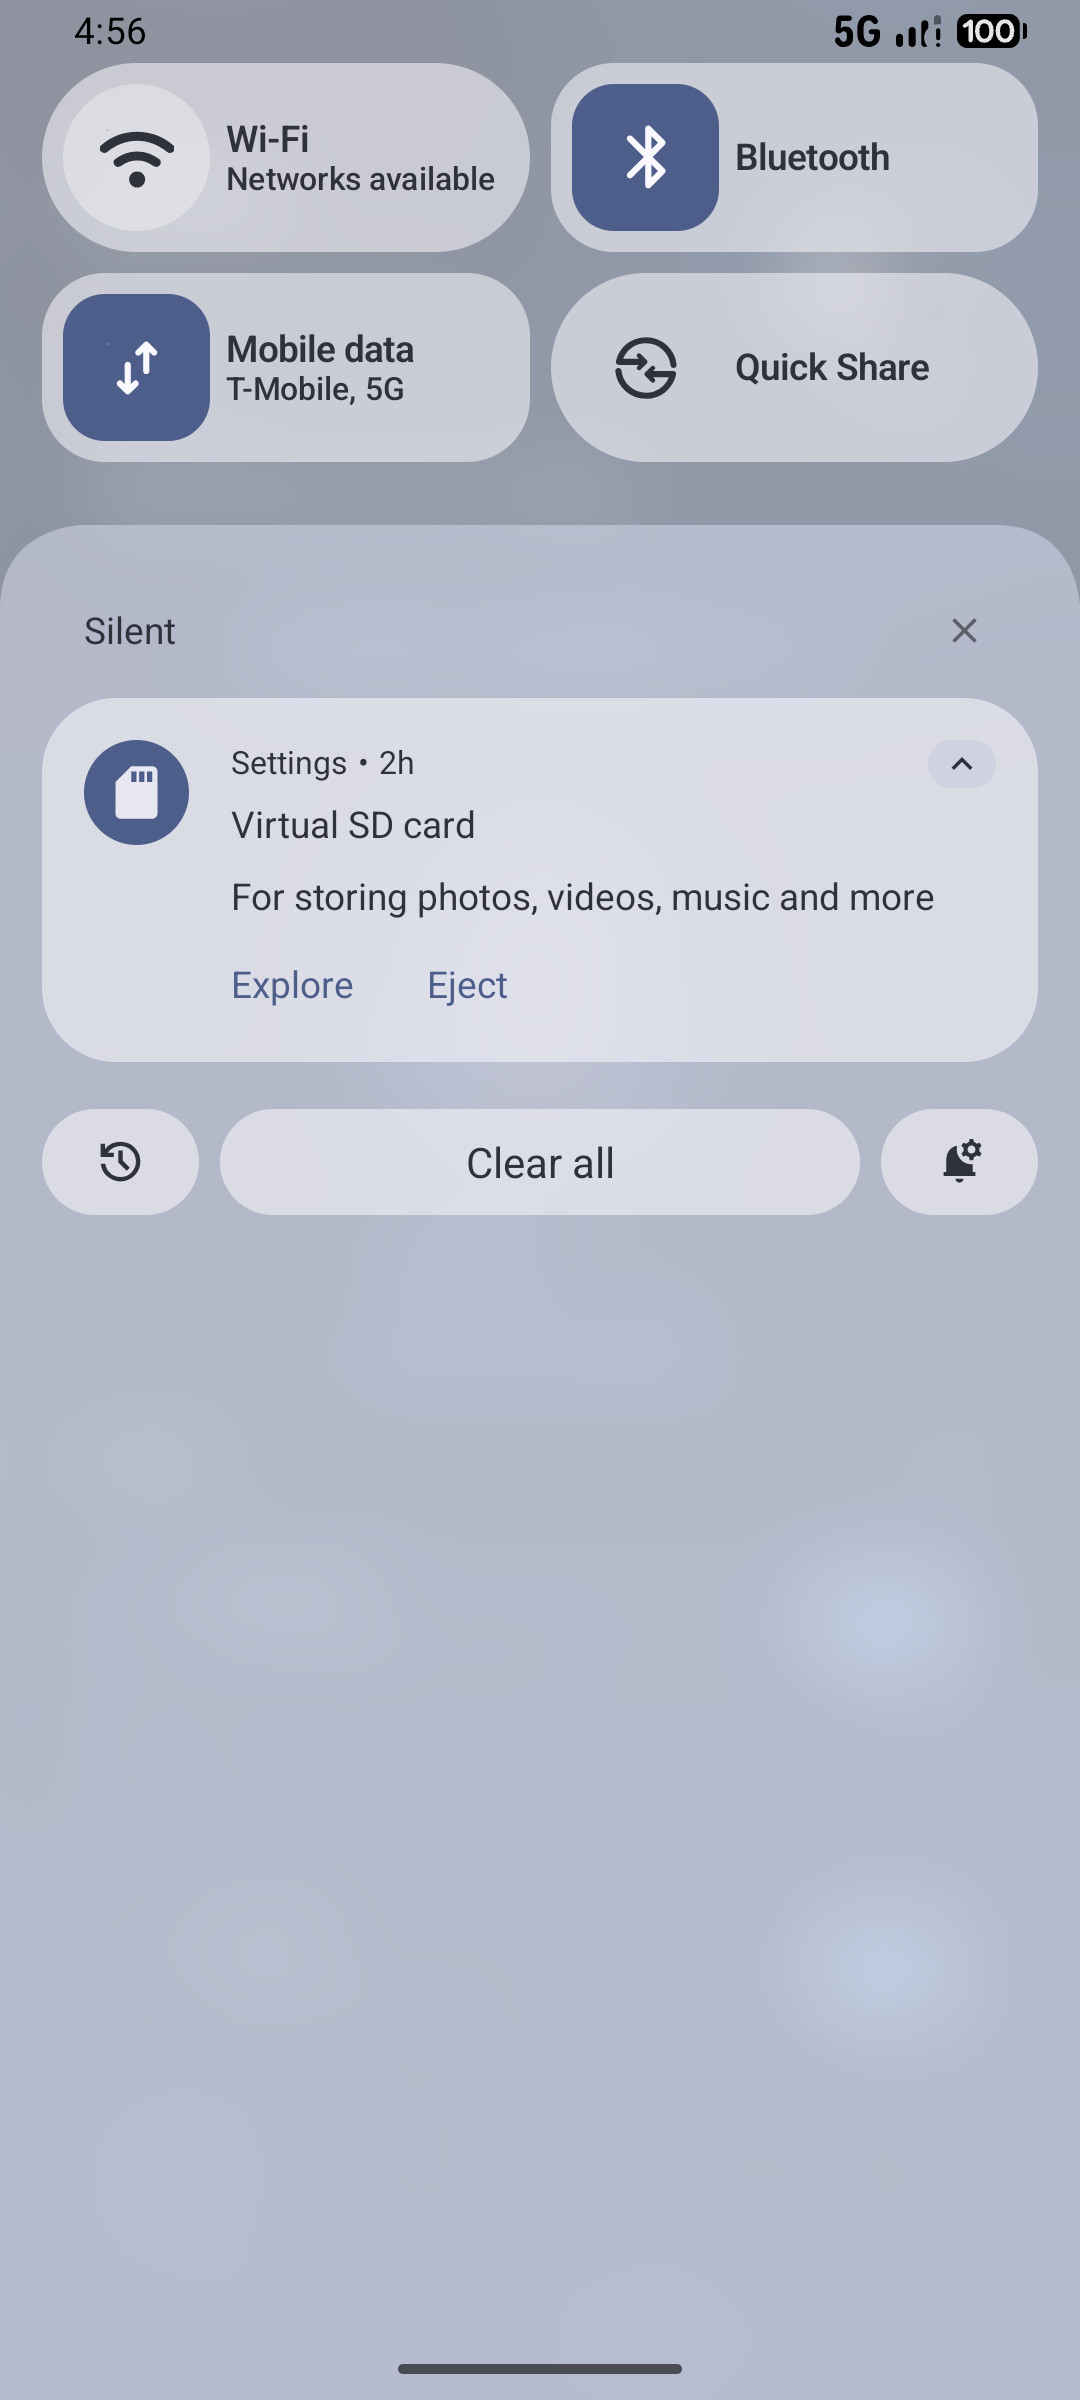 4:56
5G
100
Wi-Fi
Networks available
Bluetooth
Mobile data
T-Mobile, 5G
Quick Share
Silent
Settings • 2h
Virtual SD card
For storing photos, videos, music and more
Explore
Eject
Clear all